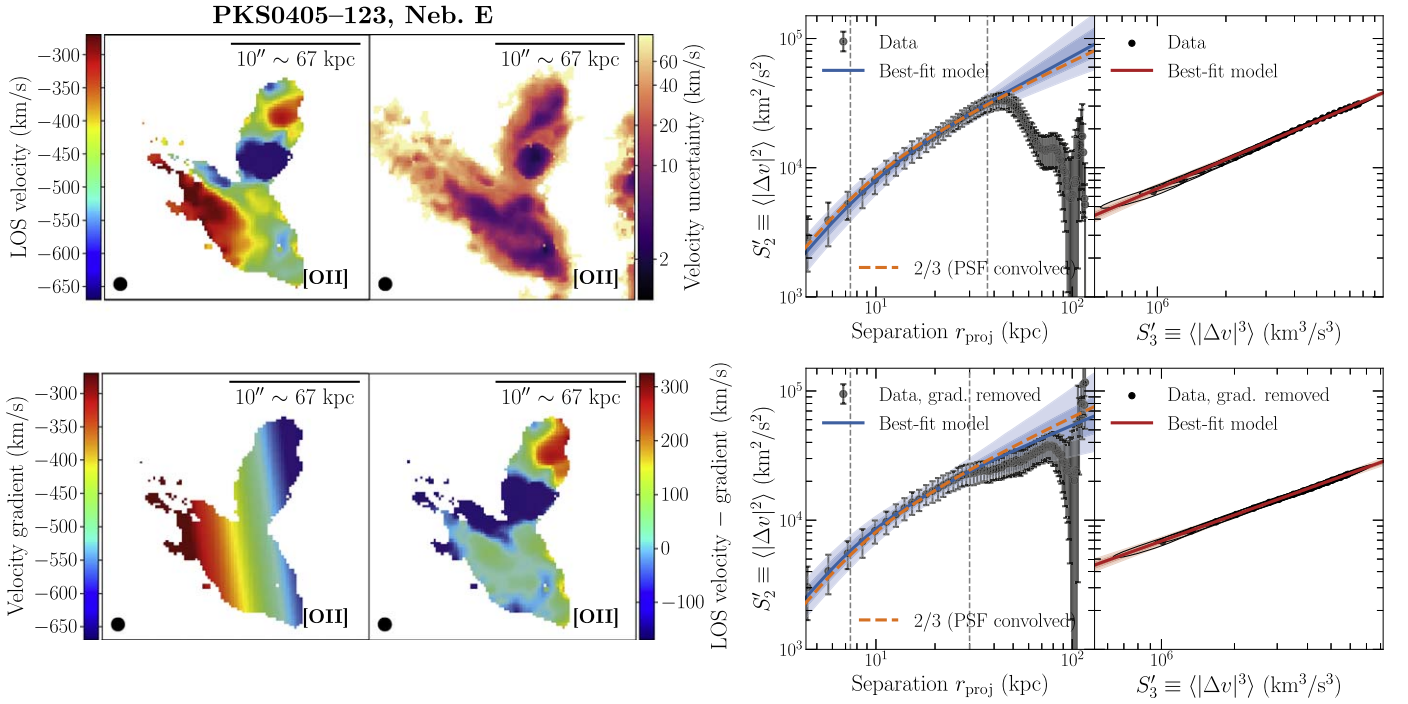 PKS0405–123, Neb. E
LOS velocity (km/s)
−300
−350
−400
−450
−500
−550
−600
−650
10″ ∼ 67 kpc
[OII]
10″ ∼ 67 kpc
60
40
20
10
2
Velocity uncertainty (km/s)
S′2 ≡ ⟨|Δv|²⟩ (km²/s²)
10⁵
10⁴
10³
Data
Best-fit model
2/3 (PSF convolved)
10¹
10²
Separation r_proj (kpc)
Data
Best-fit model
10⁶
S′3 ≡ ⟨|Δv|³⟩ (km³/s³)
Velocity gradient (km/s)
−300
−350
−400
−450
−500
−550
−600
−650
10″ ∼ 67 kpc
[OII]
10″ ∼ 67 kpc
[OII]
300
200
100
0
−100
LOS velocity − gradient (km/s)
S′2 ≡ ⟨|Δv|²⟩ (km²/s²)
10⁵
10⁴
10³
Data, grad. removed
Best-fit model
2/3 (PSF convolved)
10¹
10²
Separation r_proj (kpc)
Data, grad. removed
Best-fit model
10⁶
S′3 ≡ ⟨|Δv|³⟩ (km³/s³)